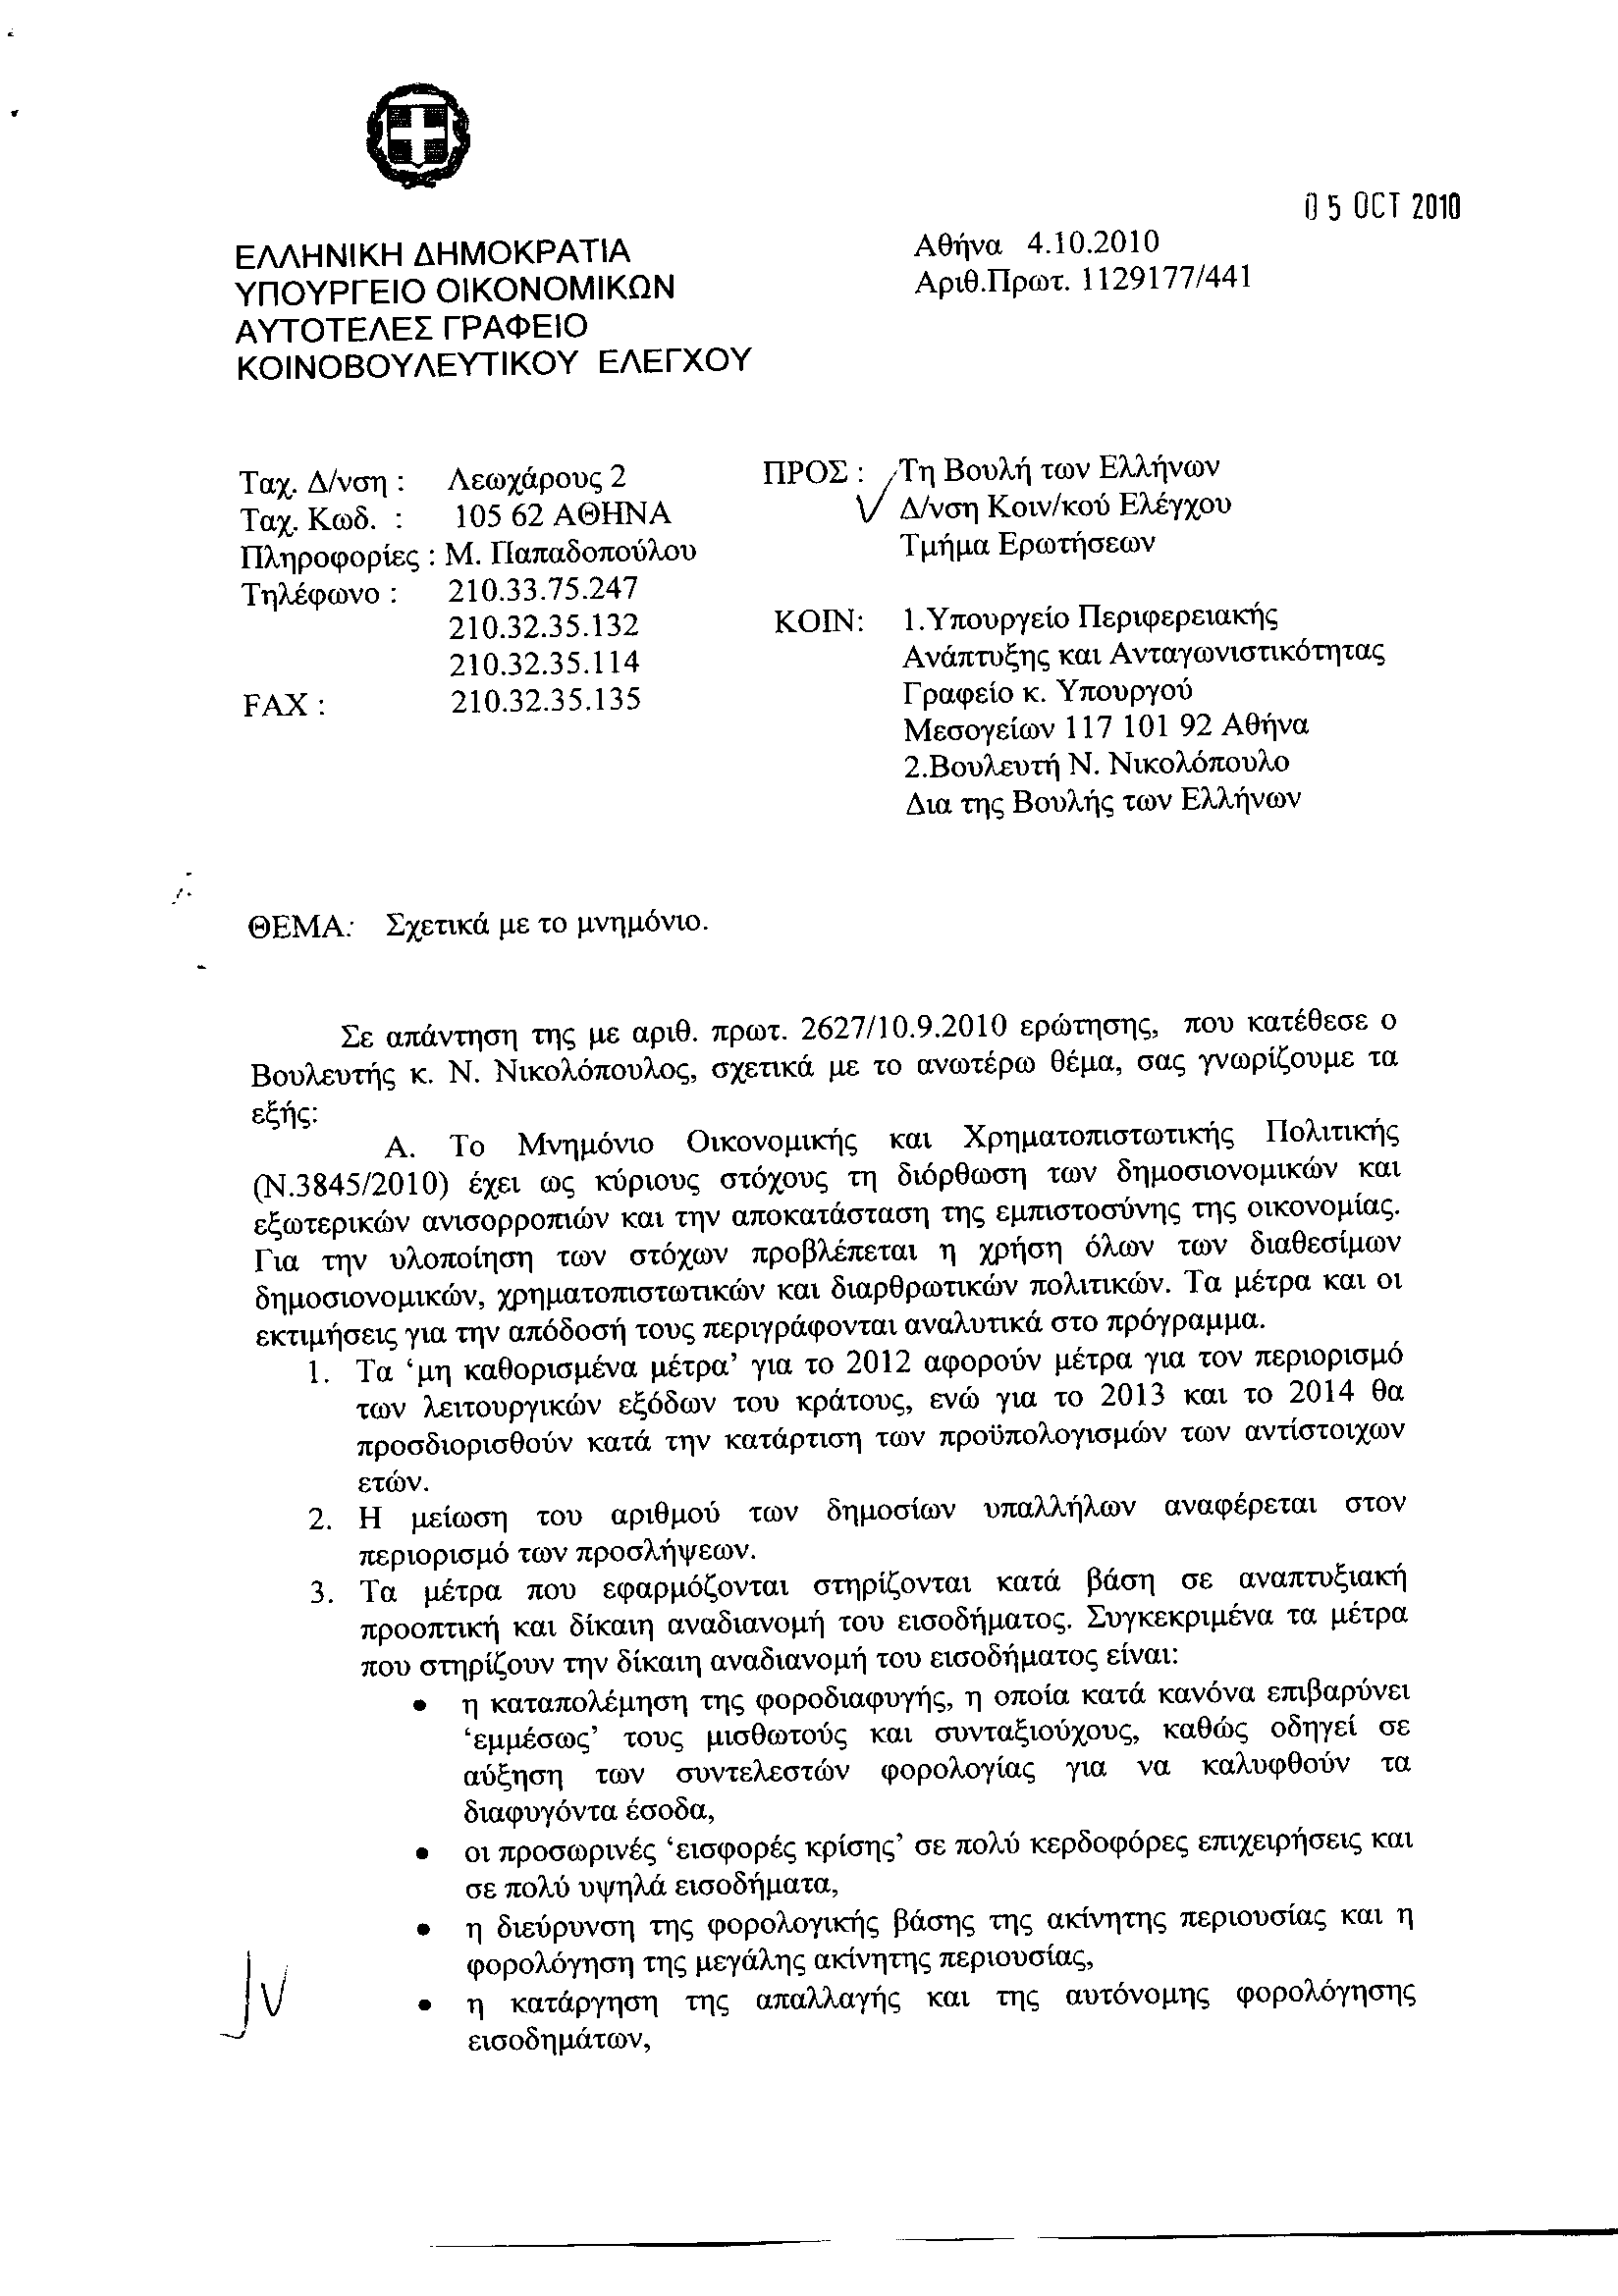 05 OCT 2010
ΕΛΛΗΝΙΚΗ ΔΗΜΟΚΡΑΤΙΑ
ΥΠΟΥΡΓΕΙΟ ΟΙΚΟΝΟΜΙΚΩΝ
ΑΥΤΟΤΕΛΕΣ ΓΡΑΦΕΙΟ
ΚΟΙΝΟΒΟΥΛΕΥΤΙΚΟΥ ΕΛΕΓΧΟΥ
Αθήνα 4.10.2010
Αριθ.Πρωτ. 1129177/441
Ταχ. Δ/νση : Λεωχάρους 2
Ταχ. Κωδ. : 105 62 ΑΘΗΝΑ
Πληροφορίες : Μ. Παπαδοπούλου
Τηλέφωνο : 210.33.75.247
210.32.35.132
210.32.35.114
FAX : 210.32.35.135
ΠΡΟΣ : Τη Βουλή των Ελλήνων
Δ/νση Κοιν/κού Ελέγχου
Τμήμα Ερωτήσεων
ΚΟΙΝ: 1.Υπουργείο Περιφερειακής
Ανάπτυξης και Ανταγωνιστικότητας
Γραφείο κ. Υπουργού
Μεσογείων 117 101 92 Αθήνα
2.Βουλευτή Ν. Νικολόπουλο
Δια της Βουλής των Ελλήνων
ΘΕΜΑ: Σχετικά με το μνημόνιο.
Σε απάντηση της με αριθ. πρωτ. 2627/10.9.2010 ερώτησης, που κατέθεσε ο
Βουλευτής κ. Ν. Νικολόπουλος, σχετικά με το ανωτέρω θέμα, σας γνωρίζουμε τα
εξής:
Α. Το Μνημόνιο Οικονομικής και Χρηματοπιστωτικής Πολιτικής
(Ν.3845/2010) έχει ως κύριους στόχους τη διόρθωση των δημοσιονομικών και
εξωτερικών ανισορροπιών και την αποκατάσταση της εμπιστοσύνης της οικονομίας.
Για την υλοποίηση των στόχων προβλέπεται η χρήση όλων των διαθεσίμων
δημοσιονομικών, χρηματοπιστωτικών και διαρθρωτικών πολιτικών. Τα μέτρα και οι
εκτιμήσεις για την απόδοσή τους περιγράφονται αναλυτικά στο πρόγραμμα.
1. Τα ‘μη καθορισμένα μέτρα’ για το 2012 αφορούν μέτρα για τον περιορισμό
των λειτουργικών εξόδων του κράτους, ενώ για το 2013 και το 2014 θα
προσδιορισθούν κατά την κατάρτιση των προϋπολογισμών των αντίστοιχων
ετών.
2. Η μείωση του αριθμού των δημοσίων υπαλλήλων αναφέρεται στον
περιορισμό των προσλήψεων.
3. Τα μέτρα που εφαρμόζονται στηρίζονται κατά βάση σε αναπτυξιακή
προοπτική και δίκαιη αναδιανομή του εισοδήματος. Συγκεκριμένα τα μέτρα
που στηρίζουν την δίκαιη αναδιανομή του εισοδήματος είναι:
• η καταπολέμηση της φοροδιαφυγής, η οποία κατά κανόνα επιβαρύνει
‘εμμέσως’ τους μισθωτούς και συνταξιούχους, καθώς οδηγεί σε
αύξηση των συντελεστών φορολογίας για να καλυφθούν τα
διαφυγόντα έσοδα,
• οι προσωρινές ‘εισφορές κρίσης’ σε πολύ κερδοφόρες επιχειρήσεις και
σε πολύ υψηλά εισοδήματα,
• η διεύρυνση της φορολογικής βάσης της ακίνητης περιουσίας και η
φορολόγηση της μεγάλης ακίνητης περιουσίας,
• η κατάργηση της απαλλαγής και της αυτόνομης φορολόγησης
εισοδημάτων,